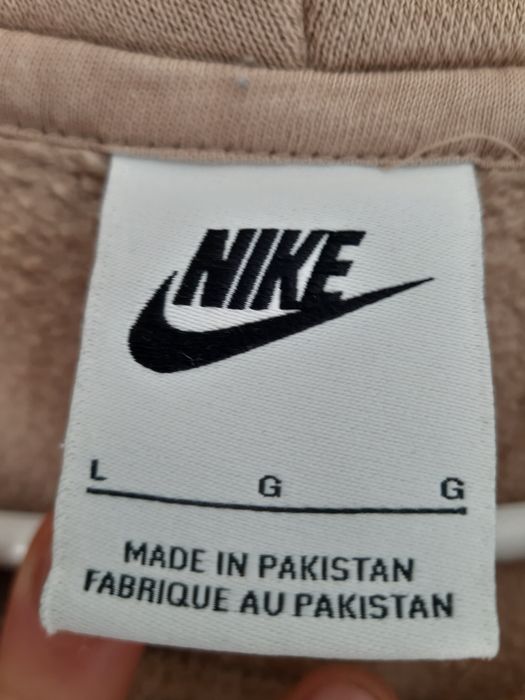 NIKE
L G G
MADE IN PAKISTAN
FABRIQUE AU PAKISTAN